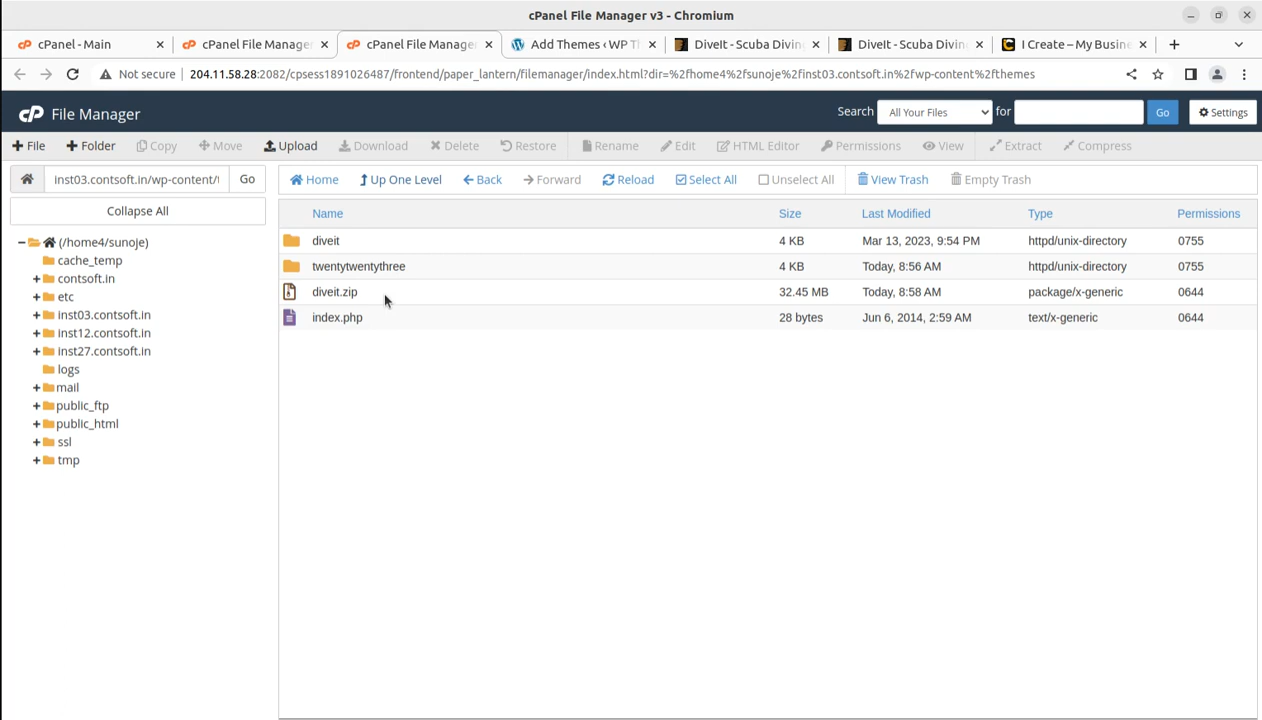 cPanel File Manager v3 - Chromium
cPanel - Main
cPanel File Manager
cPanel File Manage
Add Themes ‹ WP T
DiveIt - Scuba Divin
DiveIt - Scuba Divin
I Create – My Busine
Not secure | 204.11.58.28:2082/cpsess1891026487/frontend/paper_lantern/filemanager/index.html?dir=%2fhome4%2fsunoje%2finst03.contsoft.in%2fwp-content%2fthemes
cP File Manager
Search All Your Files for Go Settings
File Folder Copy Move Upload Download Delete Restore Rename Edit HTML Editor Permissions View Extract Compress
inst03.contsoft.in/wp-content/t Go
Home Up One Level Back Forward Reload Select All Unselect All View Trash Empty Trash
Collapse All
(/home4/sunoje)
cache_temp
contsoft.in
etc
inst03.contsoft.in
inst12.contsoft.in
inst27.contsoft.in
logs
mail
public_ftp
public_html
ssl
tmp
Name Size Last Modified Type Permissions
diveit 4 KB Mar 13, 2023, 9:54 PM httpd/unix-directory 0755
twentytwentythree 4 KB Today, 8:56 AM httpd/unix-directory 0755
diveit.zip 32.45 MB Today, 8:58 AM package/x-generic 0644
index.php 28 bytes Jun 6, 2014, 2:59 AM text/x-generic 0644